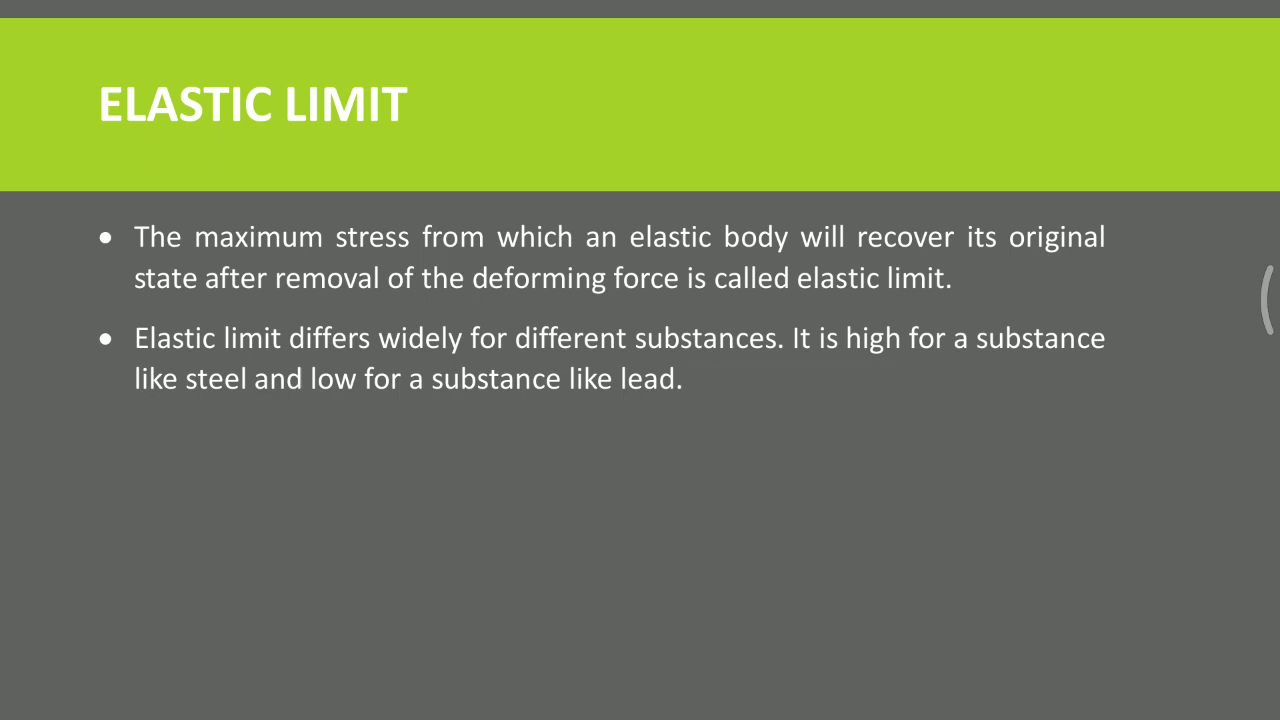 ELASTIC LIMIT
• The maximum stress from which an elastic body will recover its original
state after removal of the deforming force is called elastic limit.
• Elastic limit differs widely for different substances. It is high for a substance
like steel and low for a substance like lead.